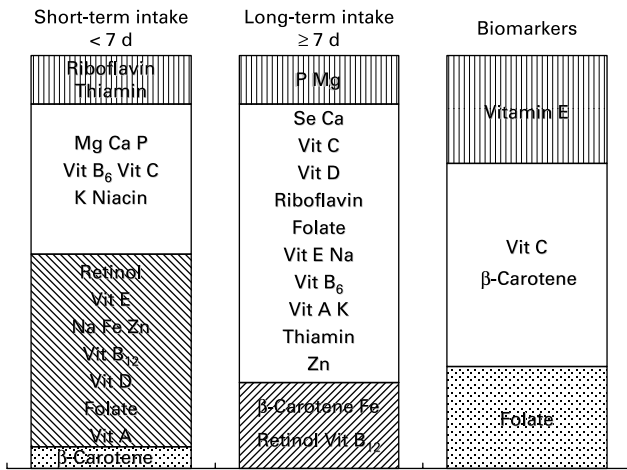 Short-term intake
< 7 d
Riboflavin
Thiamin
Mg Ca P
Vit B₆ Vit C
K Niacin
Retinol
Vit E
Na Fe Zn
Vit B₁₂
Vit D
Folate
Vit A
β-Carotene
Long-term intake
≥ 7 d
P Mg
Se Ca
Vit C
Vit D
Riboflavin
Folate
Vit E Na
Vit B₆
Vit A K
Thiamin
Zn
β-Carotene Fe
Retinol Vit B₁₂
Biomarkers
Vitamin E
Vit C
β-Carotene
Folate